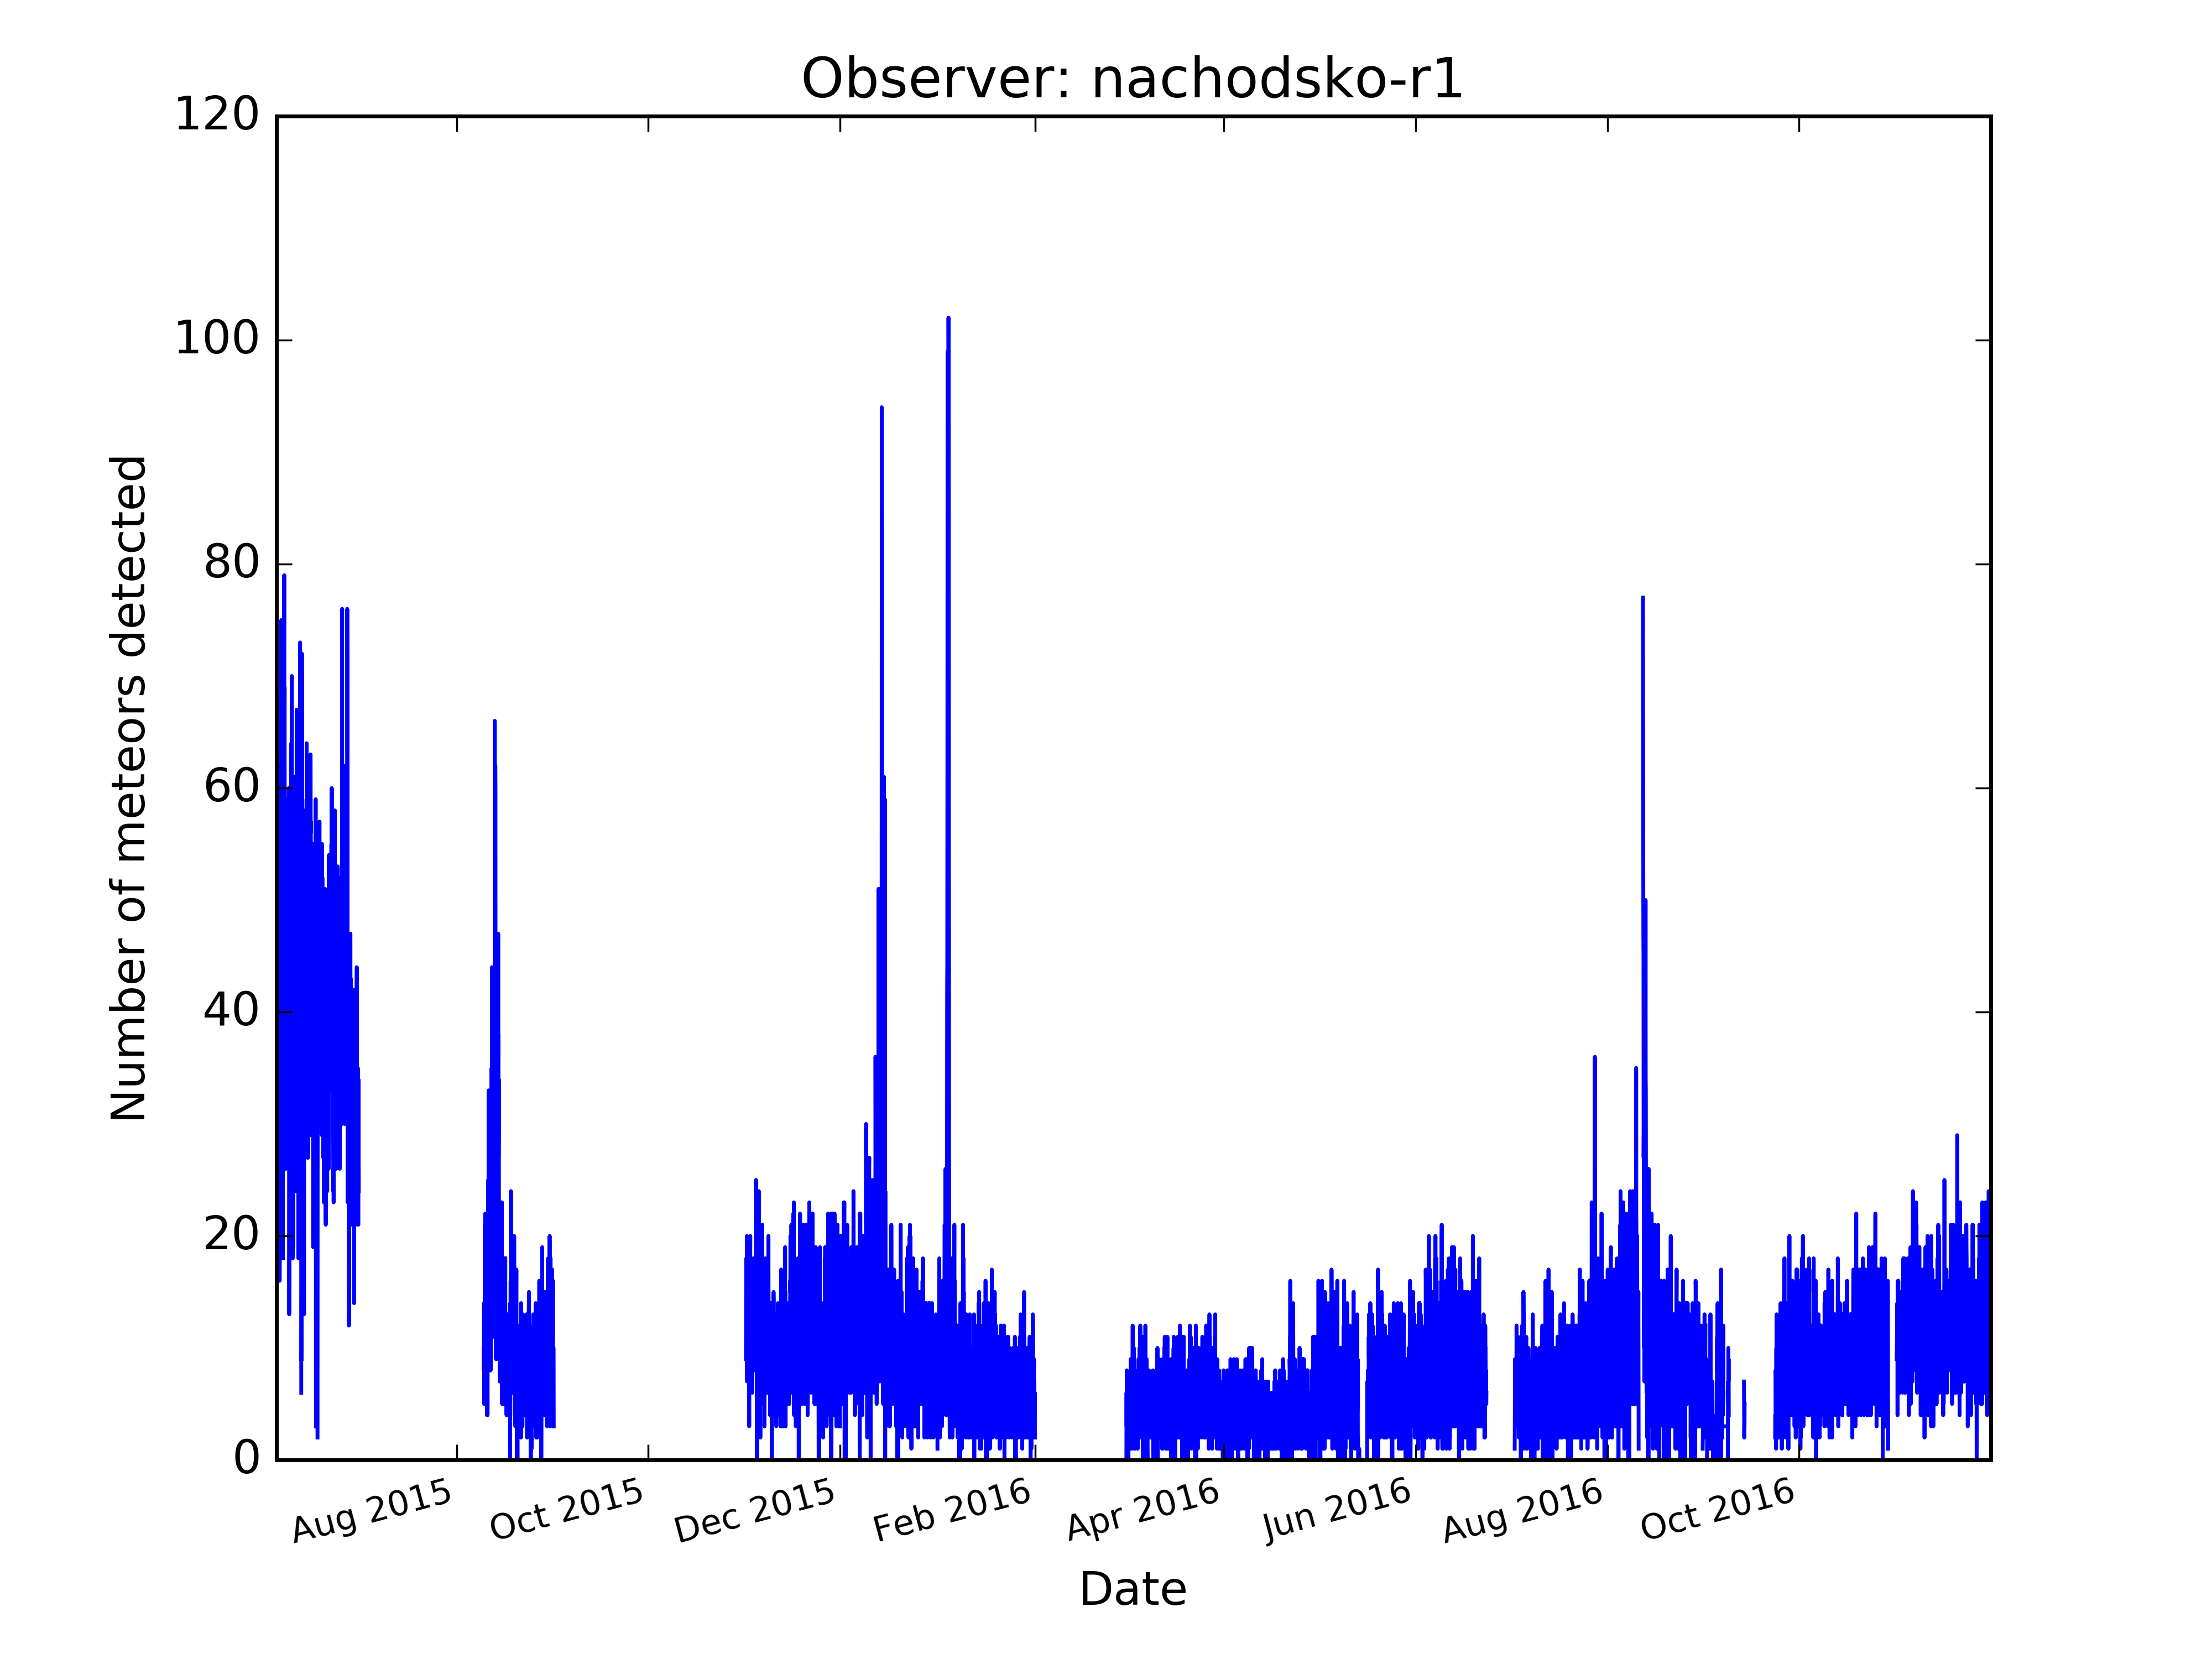 Observer: nachodsko-r1
120
100
80
60
40
20
0
Number of meteors detected
Aug 2015
Oct 2015
Dec 2015
Feb 2016
Apr 2016
Jun 2016
Aug 2016
Oct 2016
Date